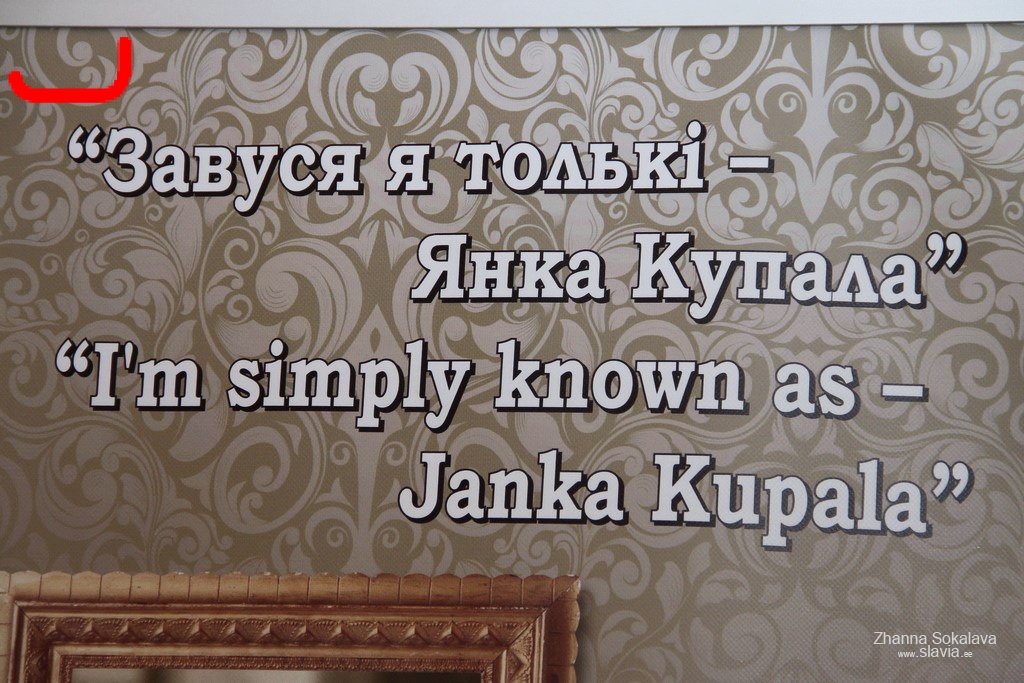 “Завуся я толькі –
Янка Купала”
“I'm simply known as –
Janka Kupala”
Zhanna Sokalava
www.slavia.ee